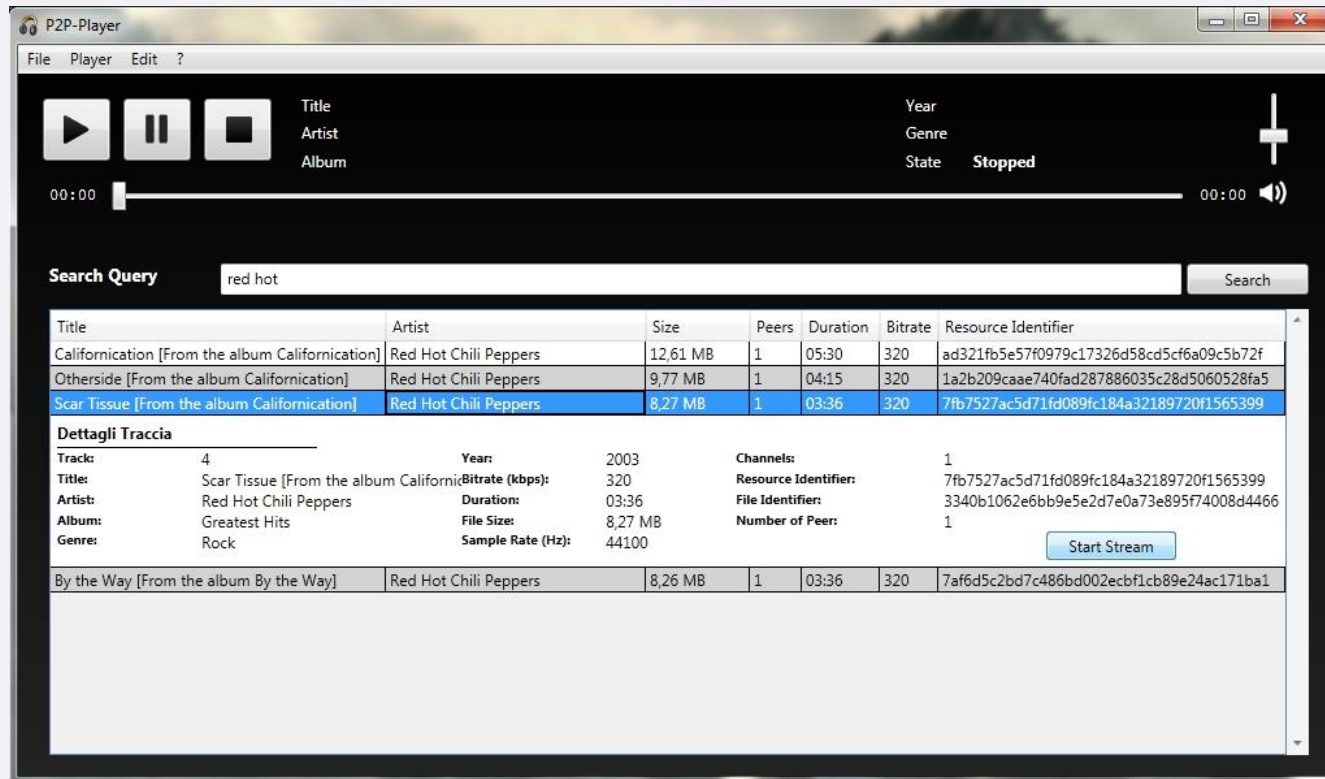 P2P-Player
File Player Edit ?
Title
Artist
Album
Year
Genre
State Stopped
00:00 00:00
Search Query red hot Search
Title Artist Size Peers Duration Bitrate Resource Identifier
Californication [From the album Californication] Red Hot Chili Peppers 12,61 MB 1 05:30 320 ad321fb5e57f0979c17326d58cd5cf6a09c5b72f
Otherside [From the album Californication] Red Hot Chili Peppers 9,77 MB 1 04:15 320 1a2b209caae740fad287886035c28d5060528fa5
Scar Tissue [From the album Californication] Red Hot Chili Peppers 8,27 MB 1 03:36 320 7fb7527ac5d71fd089fc184a32189720f1565399
Dettagli Traccia
Track: 4 Year: 2003 Channels: 1
Title: Scar Tissue [From the album Californic Bitrate (kbps): 320 Resource Identifier: 7fb7527ac5d71fd089fc184a32189720f1565399
Artist: Red Hot Chili Peppers Duration: 03:36 File Identifier: 3340b1062e6bb9e5e2d7e0a73e895f74008d4466
Album: Greatest Hits File Size: 8,27 MB Number of Peer: 1
Genre: Rock Sample Rate (Hz): 44100
Start Stream
By the Way [From the album By the Way] Red Hot Chili Peppers 8,26 MB 1 03:36 320 7af6d5c2bd7c486bd002ecbf1cb89e24ac171ba1